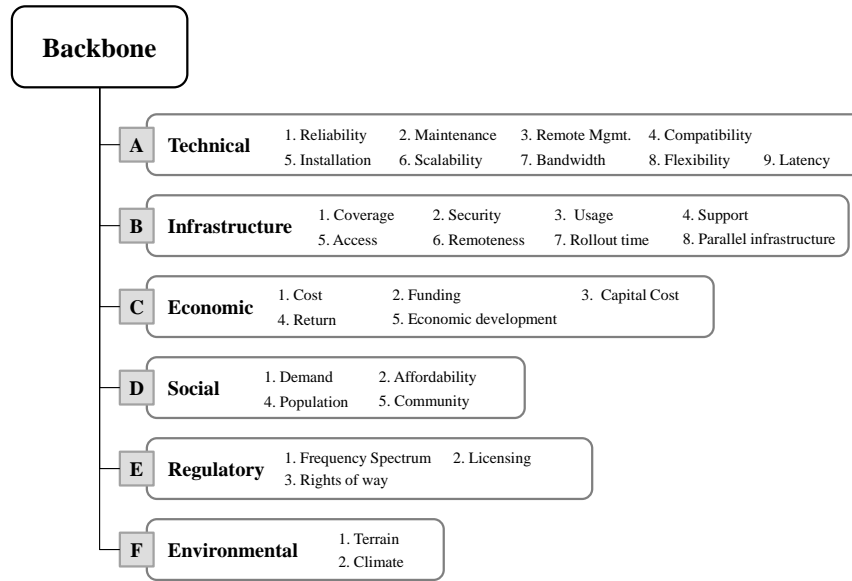 Backbone
A Technical 1. Reliability 2. Maintenance 3. Remote Mgmt. 4. Compatibility
5. Installation 6. Scalability 7. Bandwidth 8. Flexibility 9. Latency
B Infrastructure 1. Coverage 2. Security 3. Usage 4. Support
5. Access 6. Remoteness 7. Rollout time 8. Parallel infrastructure
C Economic 1. Cost 2. Funding 3. Capital Cost
4. Return 5. Economic development
D Social 1. Demand 2. Affordability
4. Population 5. Community
E Regulatory 1. Frequency Spectrum 2. Licensing
3. Rights of way
F Environmental 1. Terrain
2. Climate